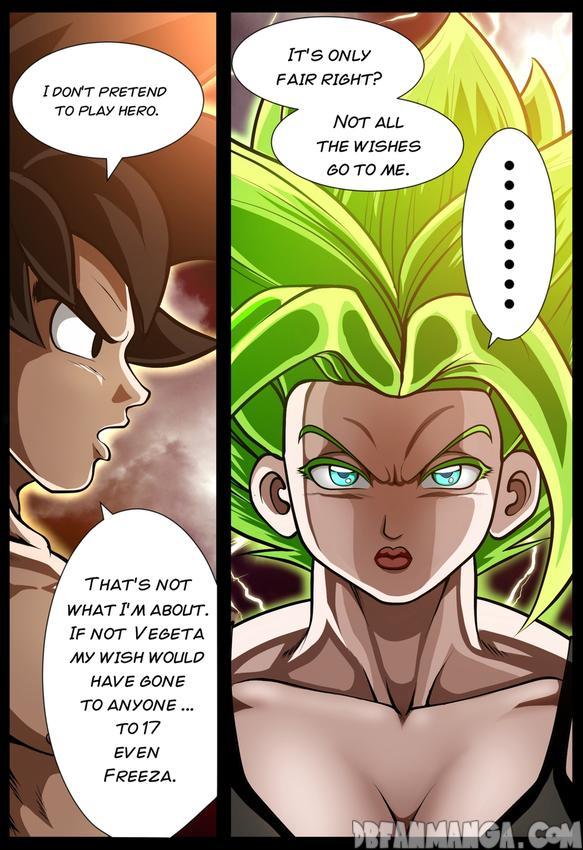 I DON'T PRETEND
TO PLAY HERO.
THAT'S NOT
WHAT I'M ABOUT.
IF NOT VEGETA
MY WISH WOULD
HAVE GONE
TO ANYONE ...
TO 17
EVEN
FREEZA.
IT'S ONLY
FAIR RIGHT?
NOT ALL
THE WISHES
GO TO ME.
.........
DBFANMANGA.COM